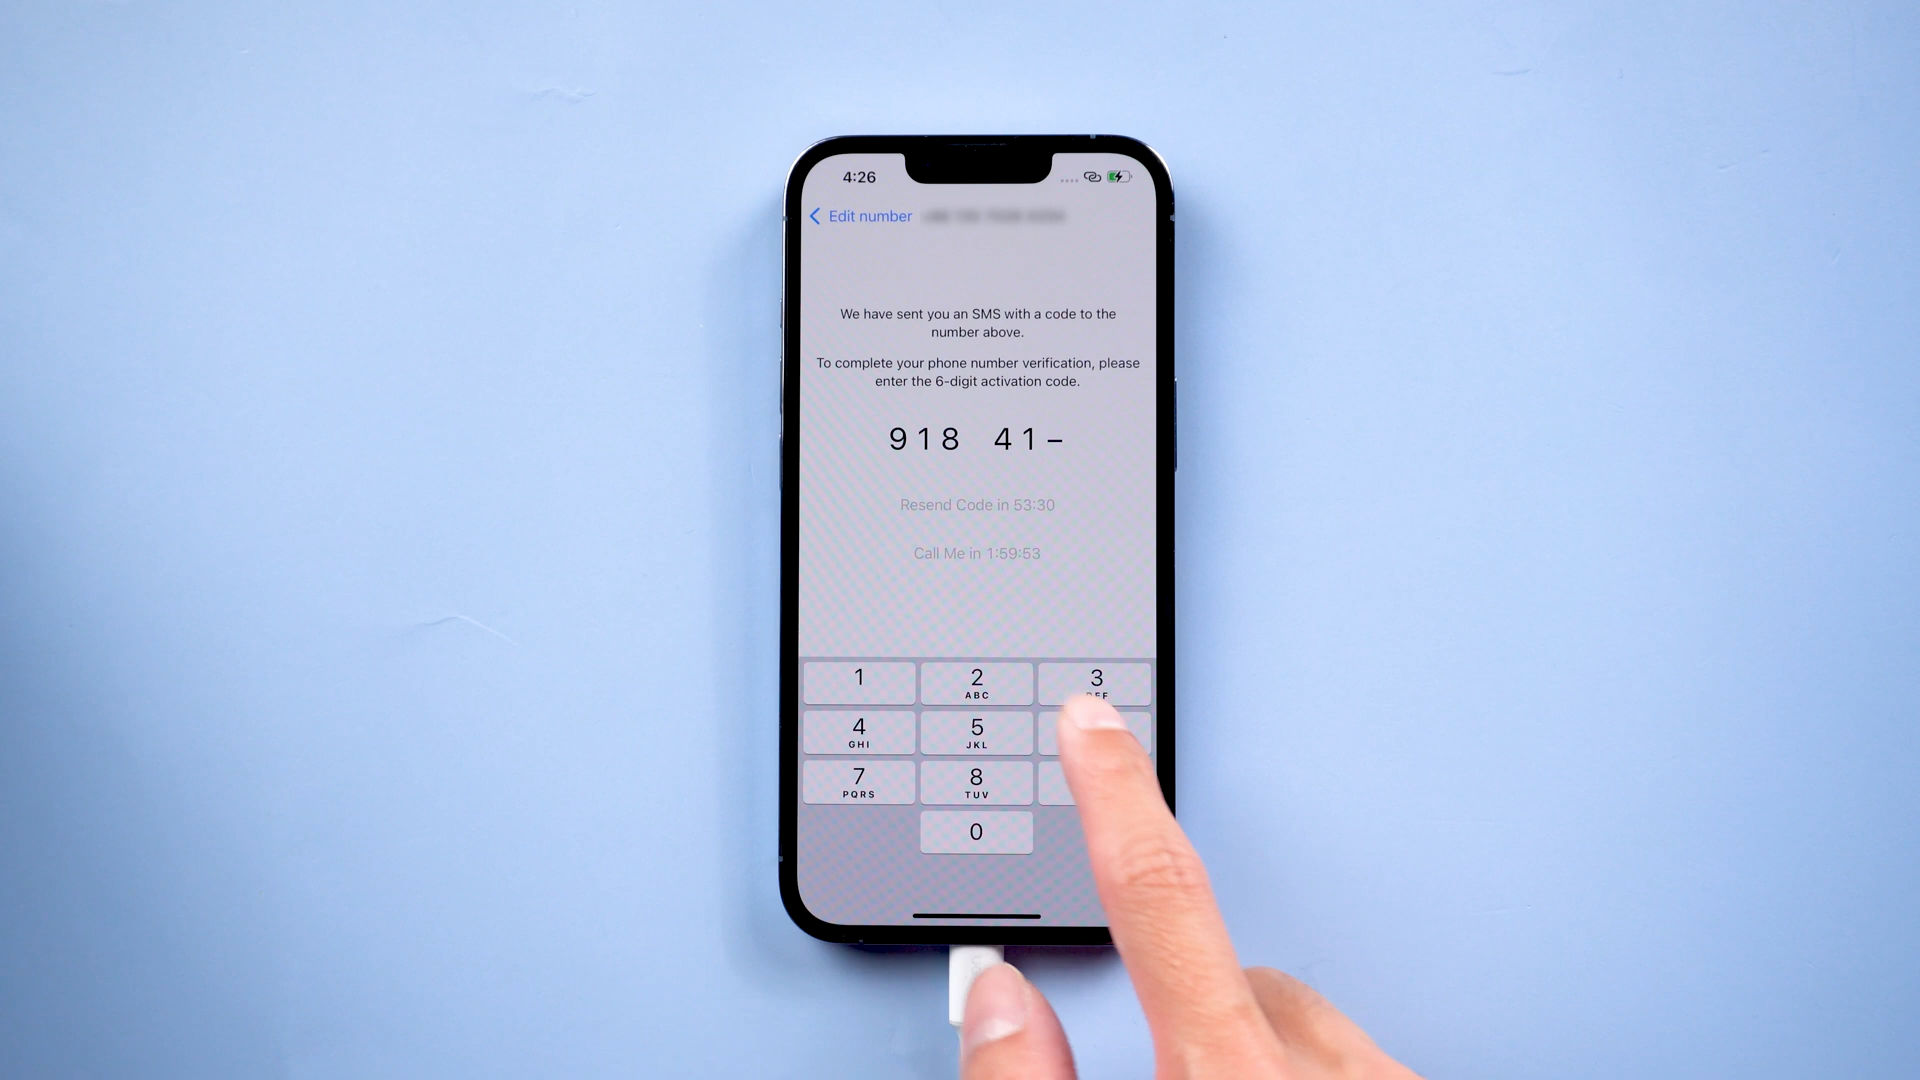 4:26
Edit number
We have sent you an SMS with a code to the
number above.
To complete your phone number verification, please
enter the 6-digit activation code.
918 41–
Resend Code in 53:30
Call Me in 1:59:53
1 2 3
ABC
4 5
GHI JKL
7 8
PQRS TUV
0